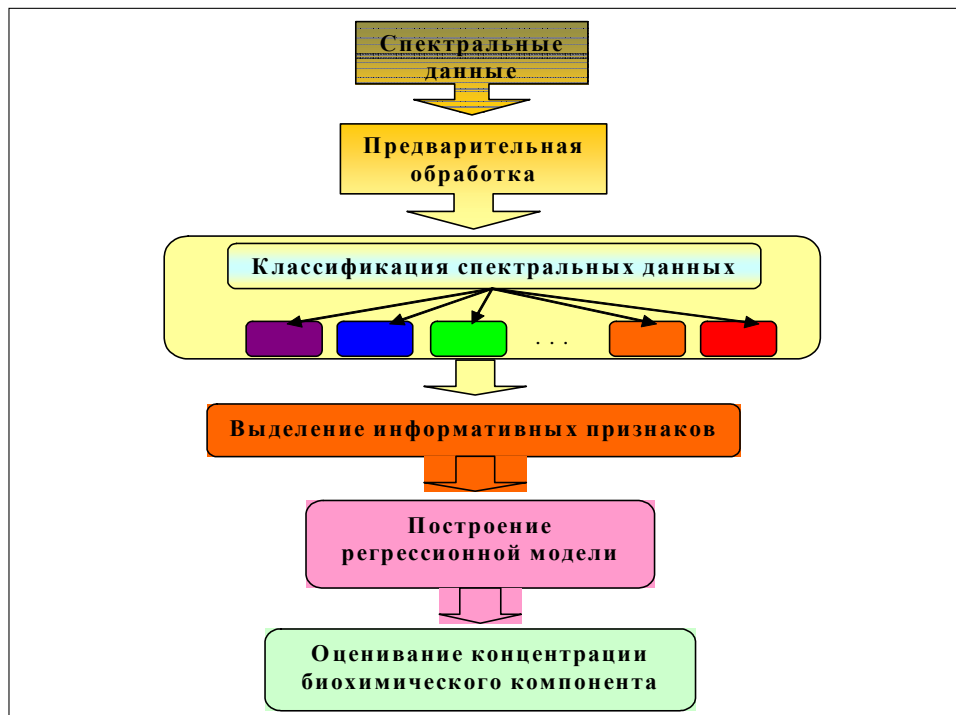 Спектральные
данные
Предварительная
обработка
Классификация спектральных данных
. . .
Выделение информативных признаков
Построение
регрессионной модели
Оценивание концентрации
биохимического компонента